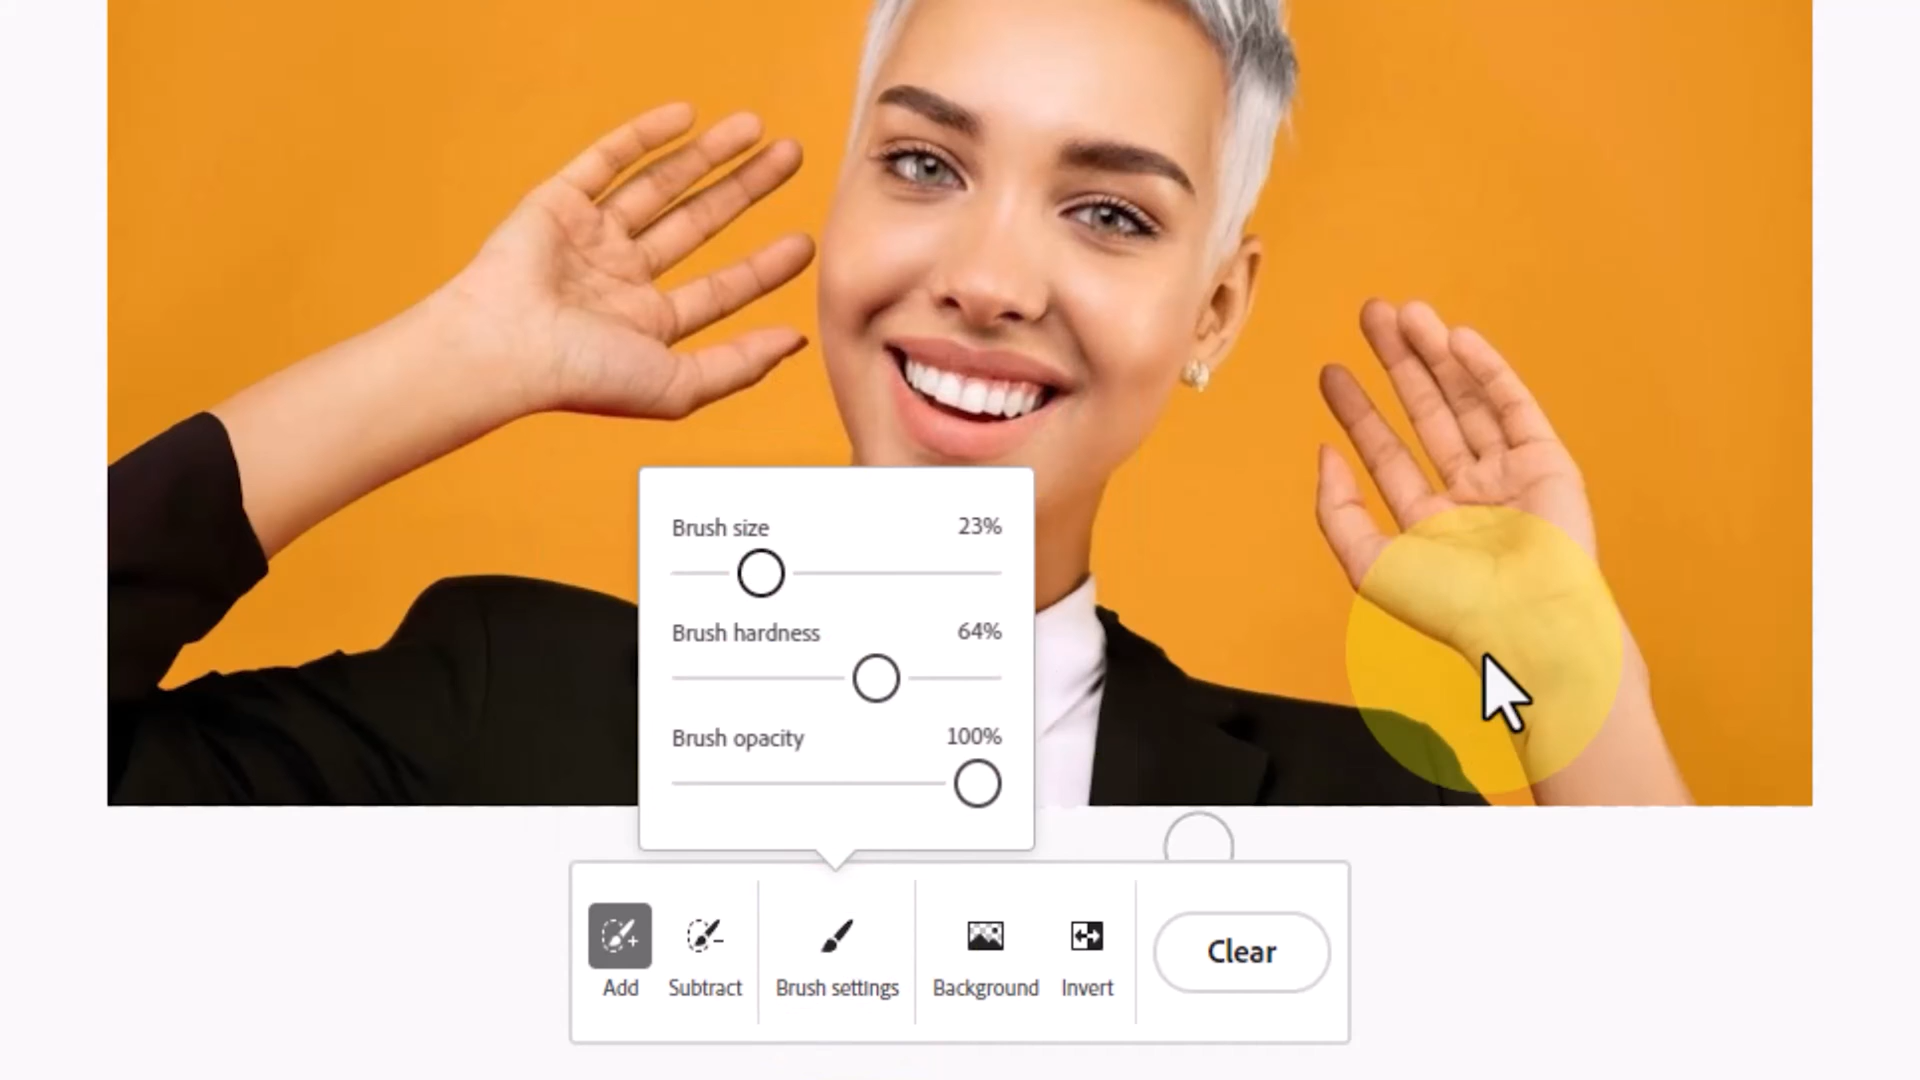 Brush size 23%
Brush hardness 64%
Brush opacity 100%
Add Subtract Brush settings Background Invert Clear